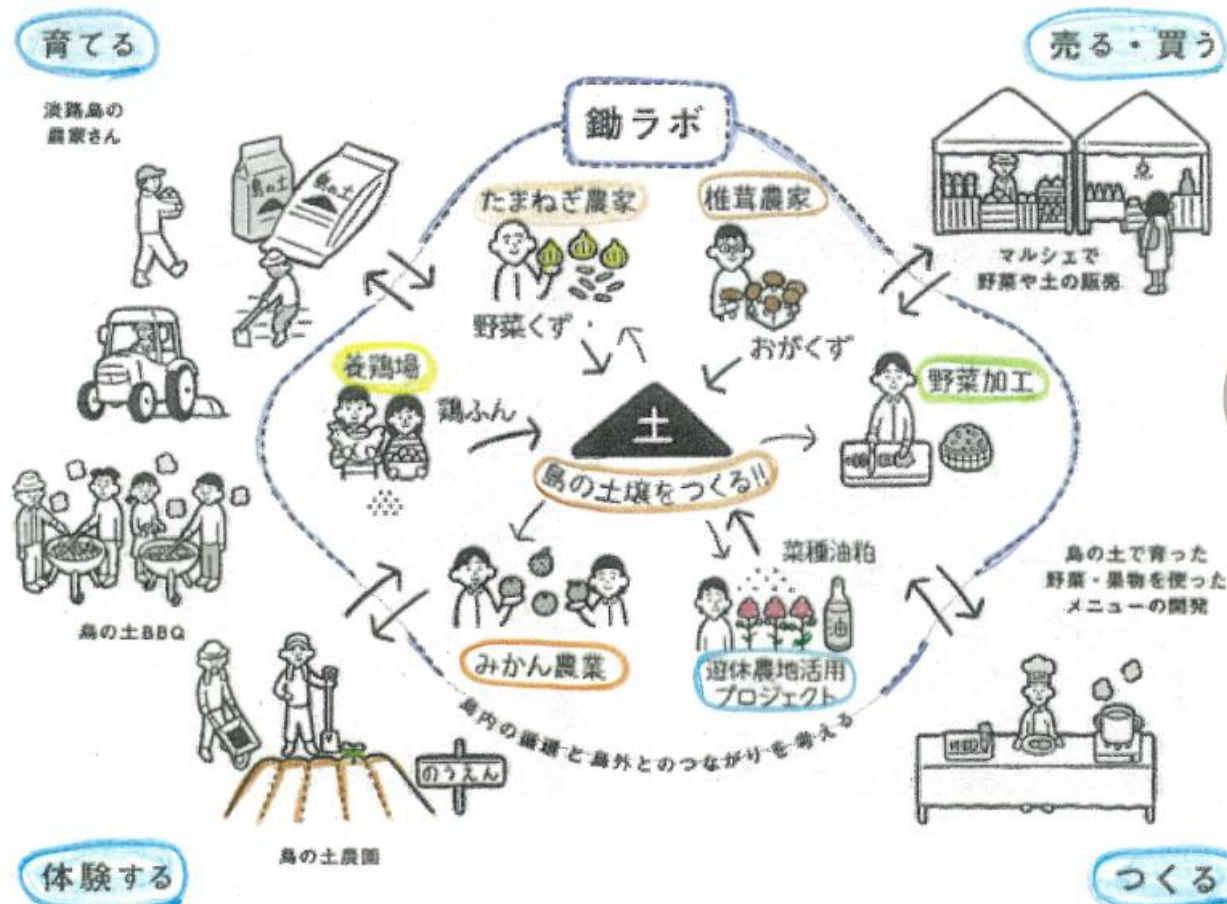 育てる
売る・買う
淡路島の
農家さん
鋤ラボ
島の土
島の土
たまねぎ農家
椎茸農家
マルシェで
野菜や土の販売
野菜くず
おがくず
養鶏場
鶏ふん
野菜加工
土
島の土壌をつくる!!
菜種油粕
島の土で育った
野菜・果物を使った
メニューの開発
油
島の土BBQ
みかん農業
遊休農地活用
プロジェクト
島内の循環と島外とのつながりを考える
のうえん
島の土農園
体験する
つくる